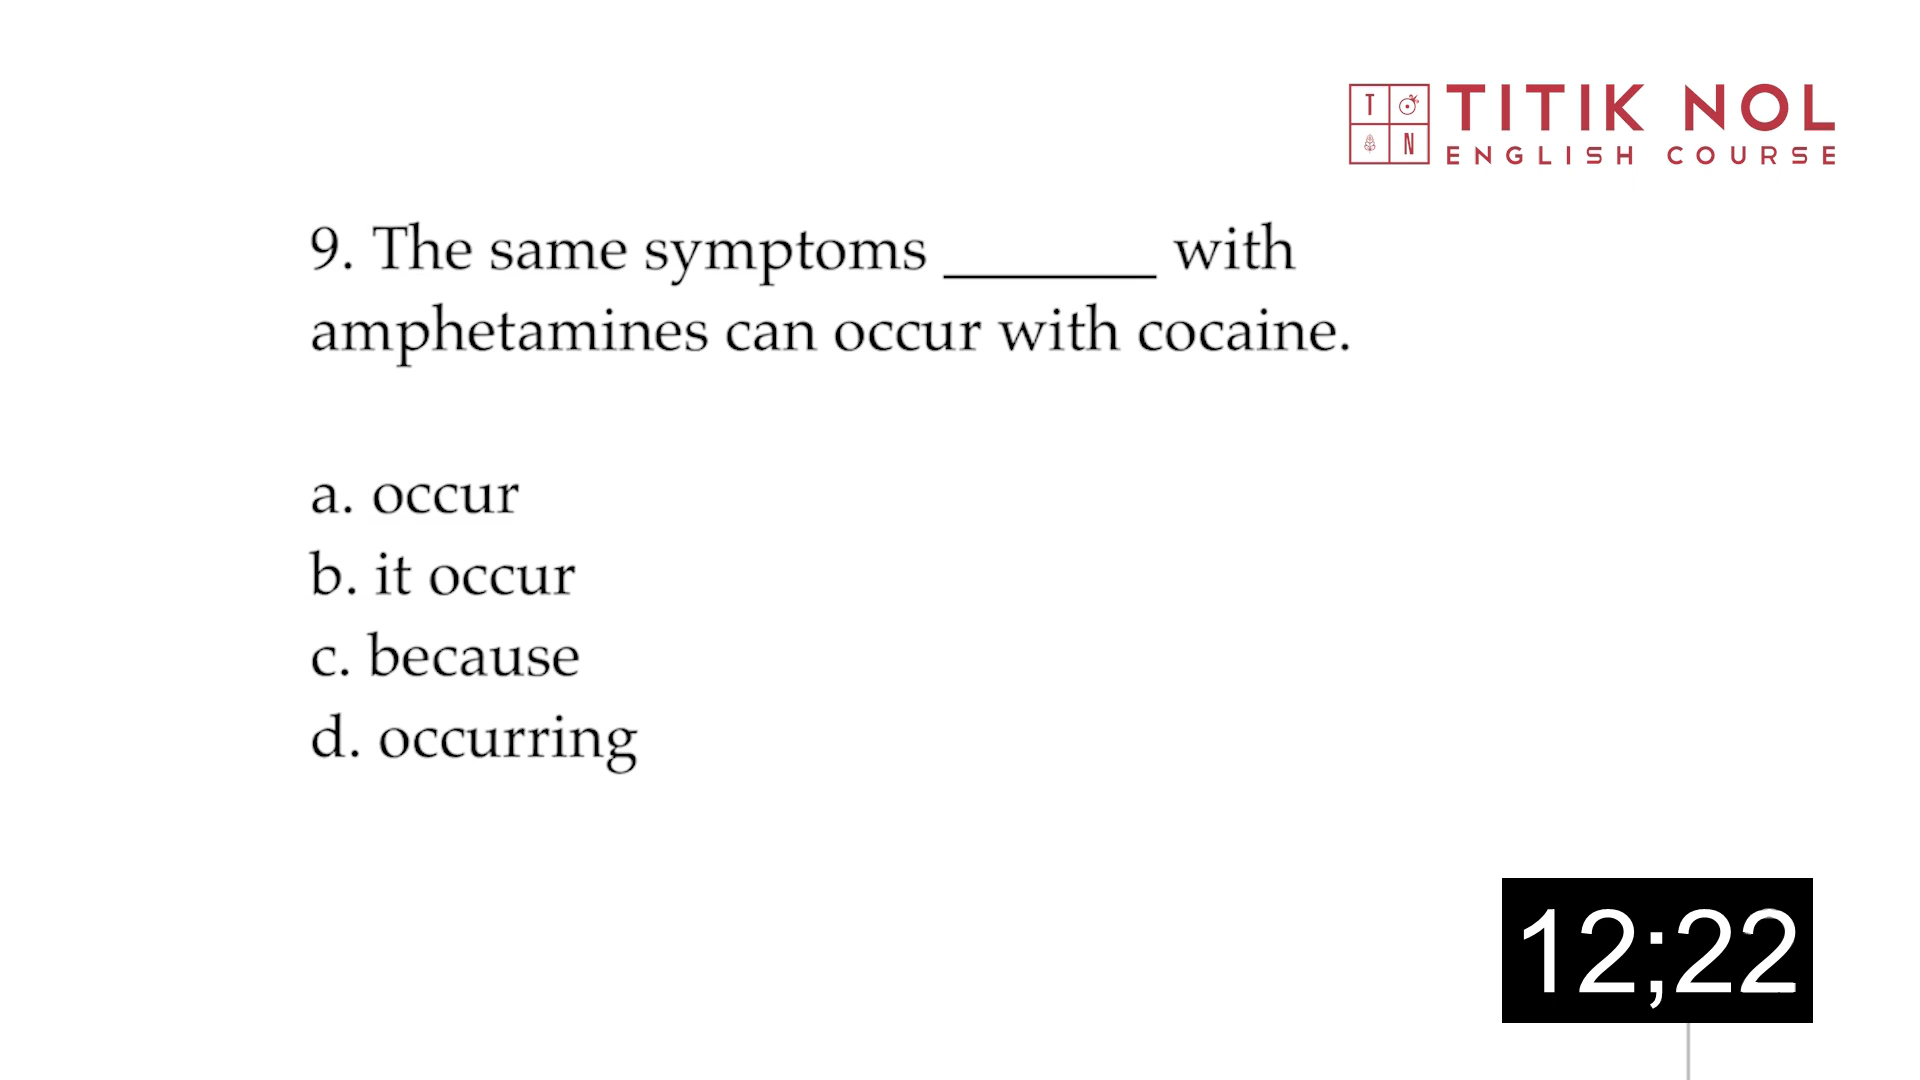 T
N
TITIK NOL
ENGLISH COURSE
9. The same symptoms _______ with
amphetamines can occur with cocaine.
a. occur
b. it occur
c. because
d. occurring
12;22